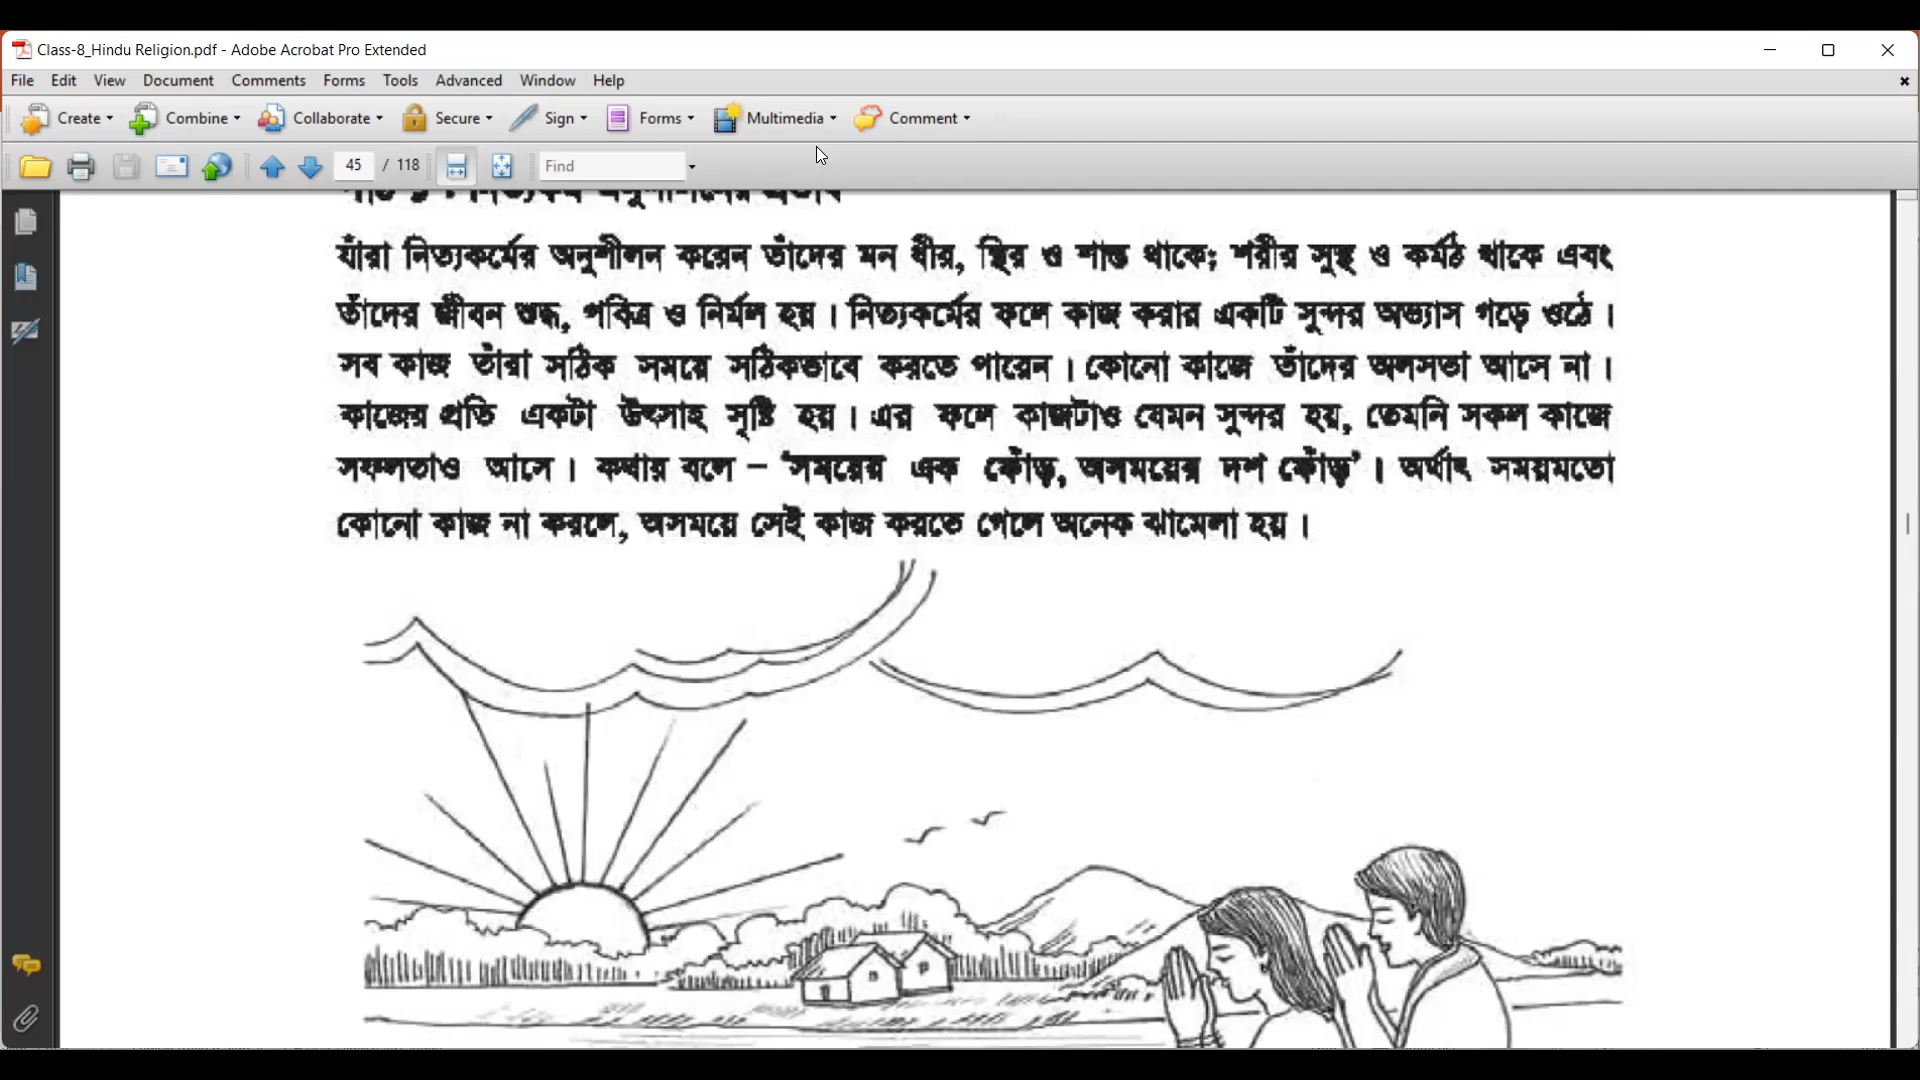 Class-8_Hindu Religion.pdf - Adobe Acrobat Pro Extended
File Edit View Document Comments Forms Tools Advanced Window Help
Create Combine Collaborate Secure Sign Forms Multimedia Comment
45 / 118 Find
নিত্যকর্ম অনুশীলনের প্রভাব
যাঁরা নিত্যকর্মের অনুশীলন করেন তাঁদের মন ধীর, স্থির ও শান্ত থাকে; শরীর সুস্থ ও কর্মঠ থাকে এবং
তাঁদের জীবন শুদ্ধ, পবিত্র ও নির্মল হয় । নিত্যকর্মের ফলে কাজ করার একটি সুন্দর অভ্যাস গড়ে ওঠে ।
সব কাজ তাঁরা সঠিক সময়ে সঠিকভাবে করতে পারেন । কোনো কাজে তাঁদের অলসতা আসে না ।
কাজের প্রতি একটা উৎসাহ সৃষ্টি হয় । এর ফলে কাজটাও যেমন সুন্দর হয়, তেমনি সকল কাজে
সফলতাও আসে । কথায় বলে – ‘সময়ের এক ফোঁড়, অসময়ের দশ ফোঁড়’ । অর্থাৎ সময়মতো
কোনো কাজ না করলে, অসময়ে সেই কাজ করতে গেলে অনেক ঝামেলা হয় ।